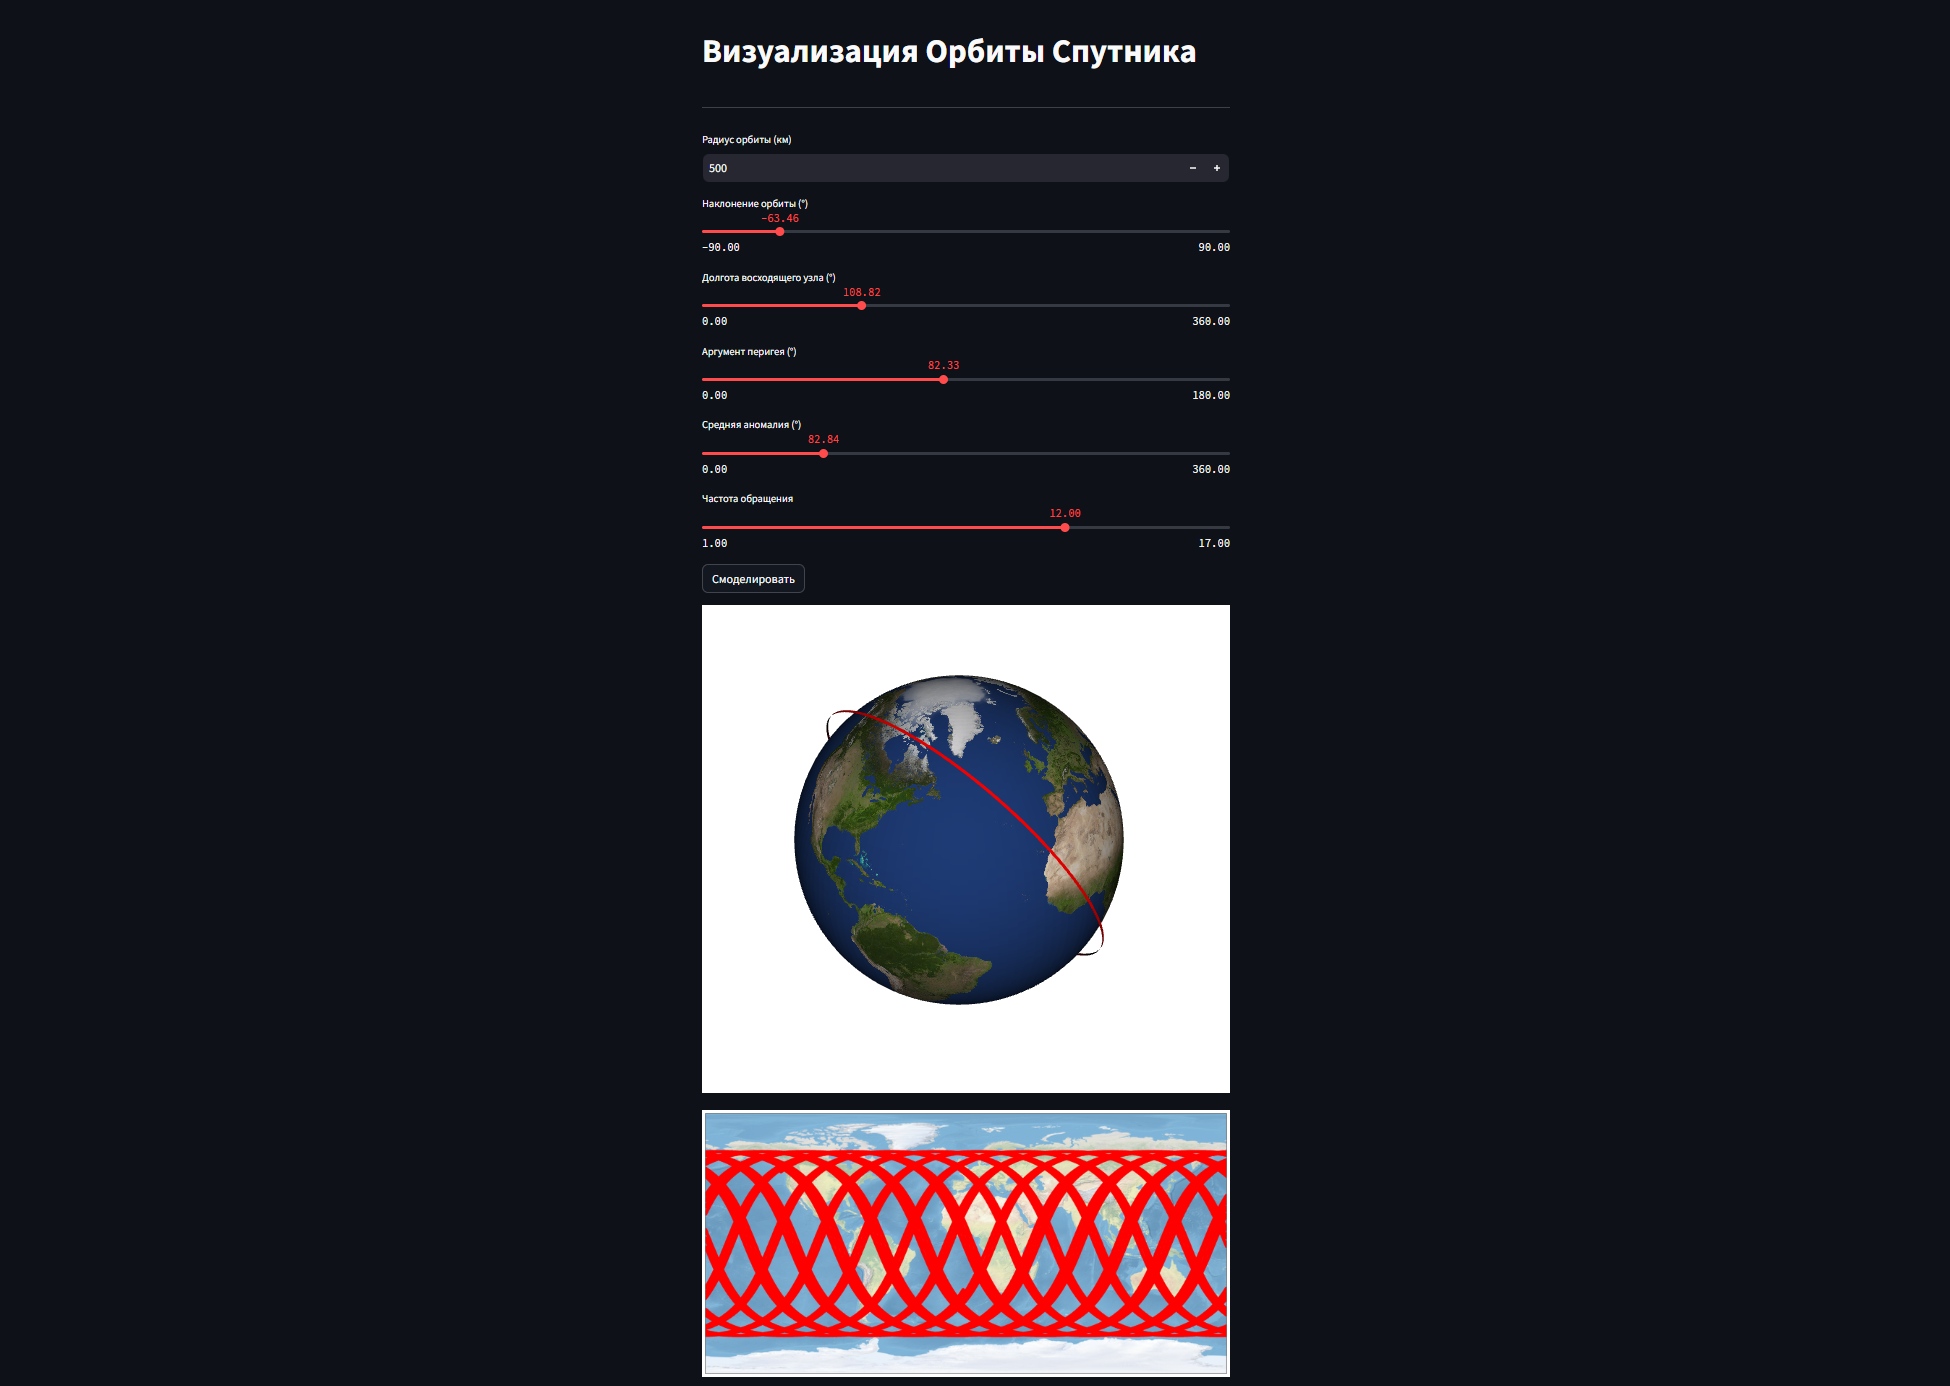 Визуализация Орбиты Спутника
Радиус орбиты (км)
500
Наклонение орбиты (°)
−63.46
−90.00 90.00
Долгота восходящего узла (°)
108.82
0.00 360.00
Аргумент перигея (°)
82.33
0.00 180.00
Средняя аномалия (°)
82.84
0.00 360.00
Частота обращения
12.00
1.00 17.00
Смоделировать